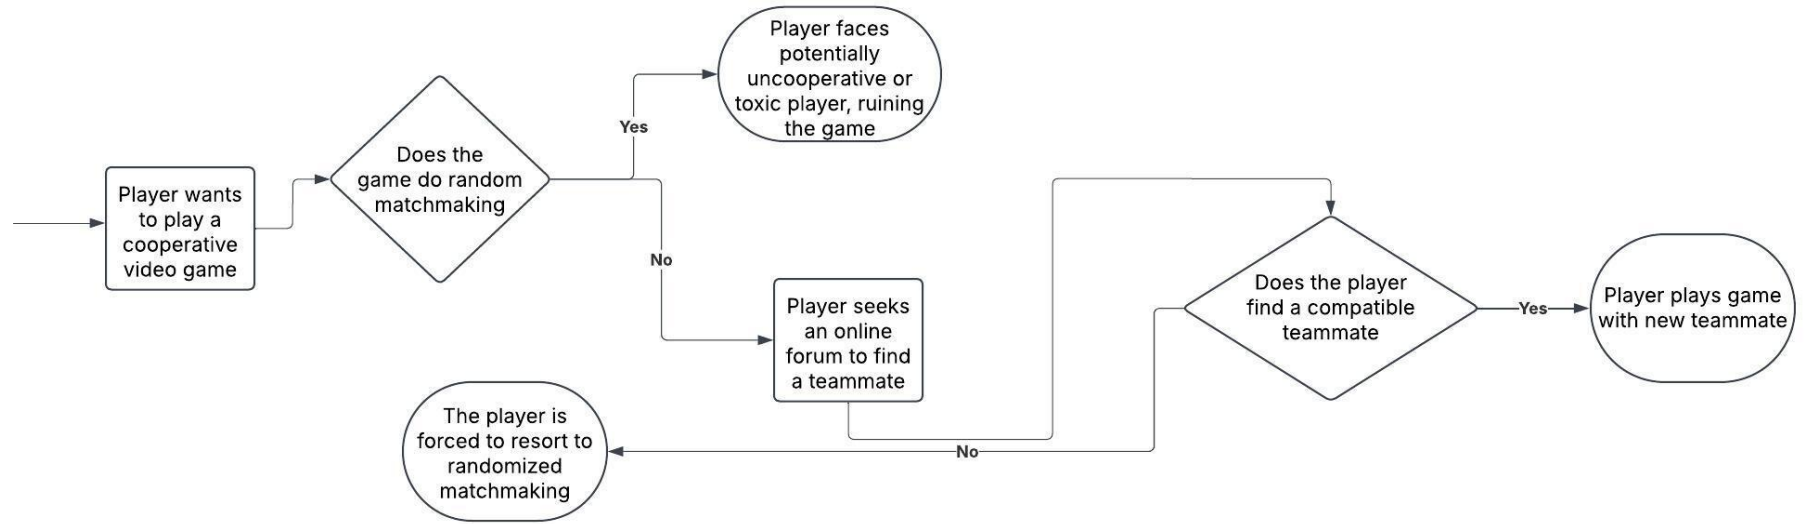 Player wants
to play a
cooperative
video game
Does the
game do random
matchmaking
Yes
Player faces
potentially
uncooperative or
toxic player, ruining
the game
No
Player seeks
an online
forum to find
a teammate
Does the player
find a compatible
teammate
Yes
Player plays game
with new teammate
No
The player is
forced to resort to
randomized
matchmaking